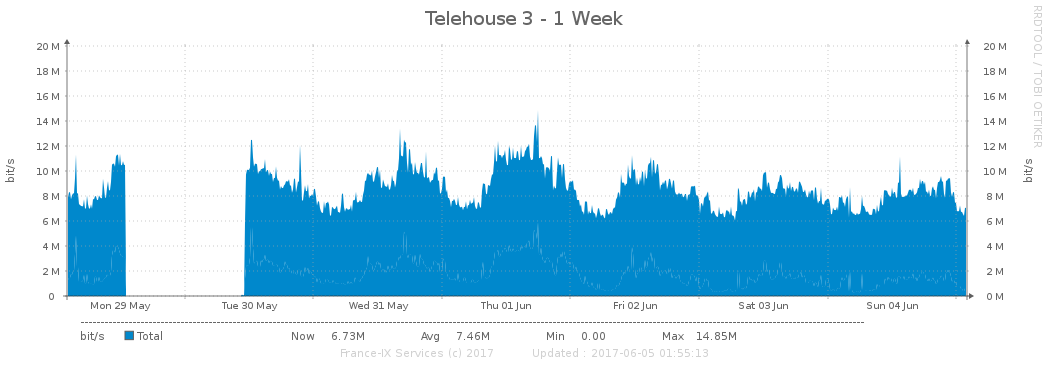 Telehouse 3 - 1 Week
RRDTOOL / TOBI OETIKER
bit/s
20 M 20 M
18 M 18 M
16 M 16 M
14 M 14 M
12 M 12 M
10 M 10 M
8 M 8 M
6 M 6 M
4 M 4 M
2 M 2 M
0 0 M
bit/s
Mon 29 May Tue 30 May Wed 31 May Thu 01 Jun Fri 02 Jun Sat 03 Jun Sun 04 Jun
bit/s Total Now 6.73M Avg 7.46M Min 0.00 Max 14.85M
France-IX Services (c) 2017 Updated : 2017-06-05 01:55:13